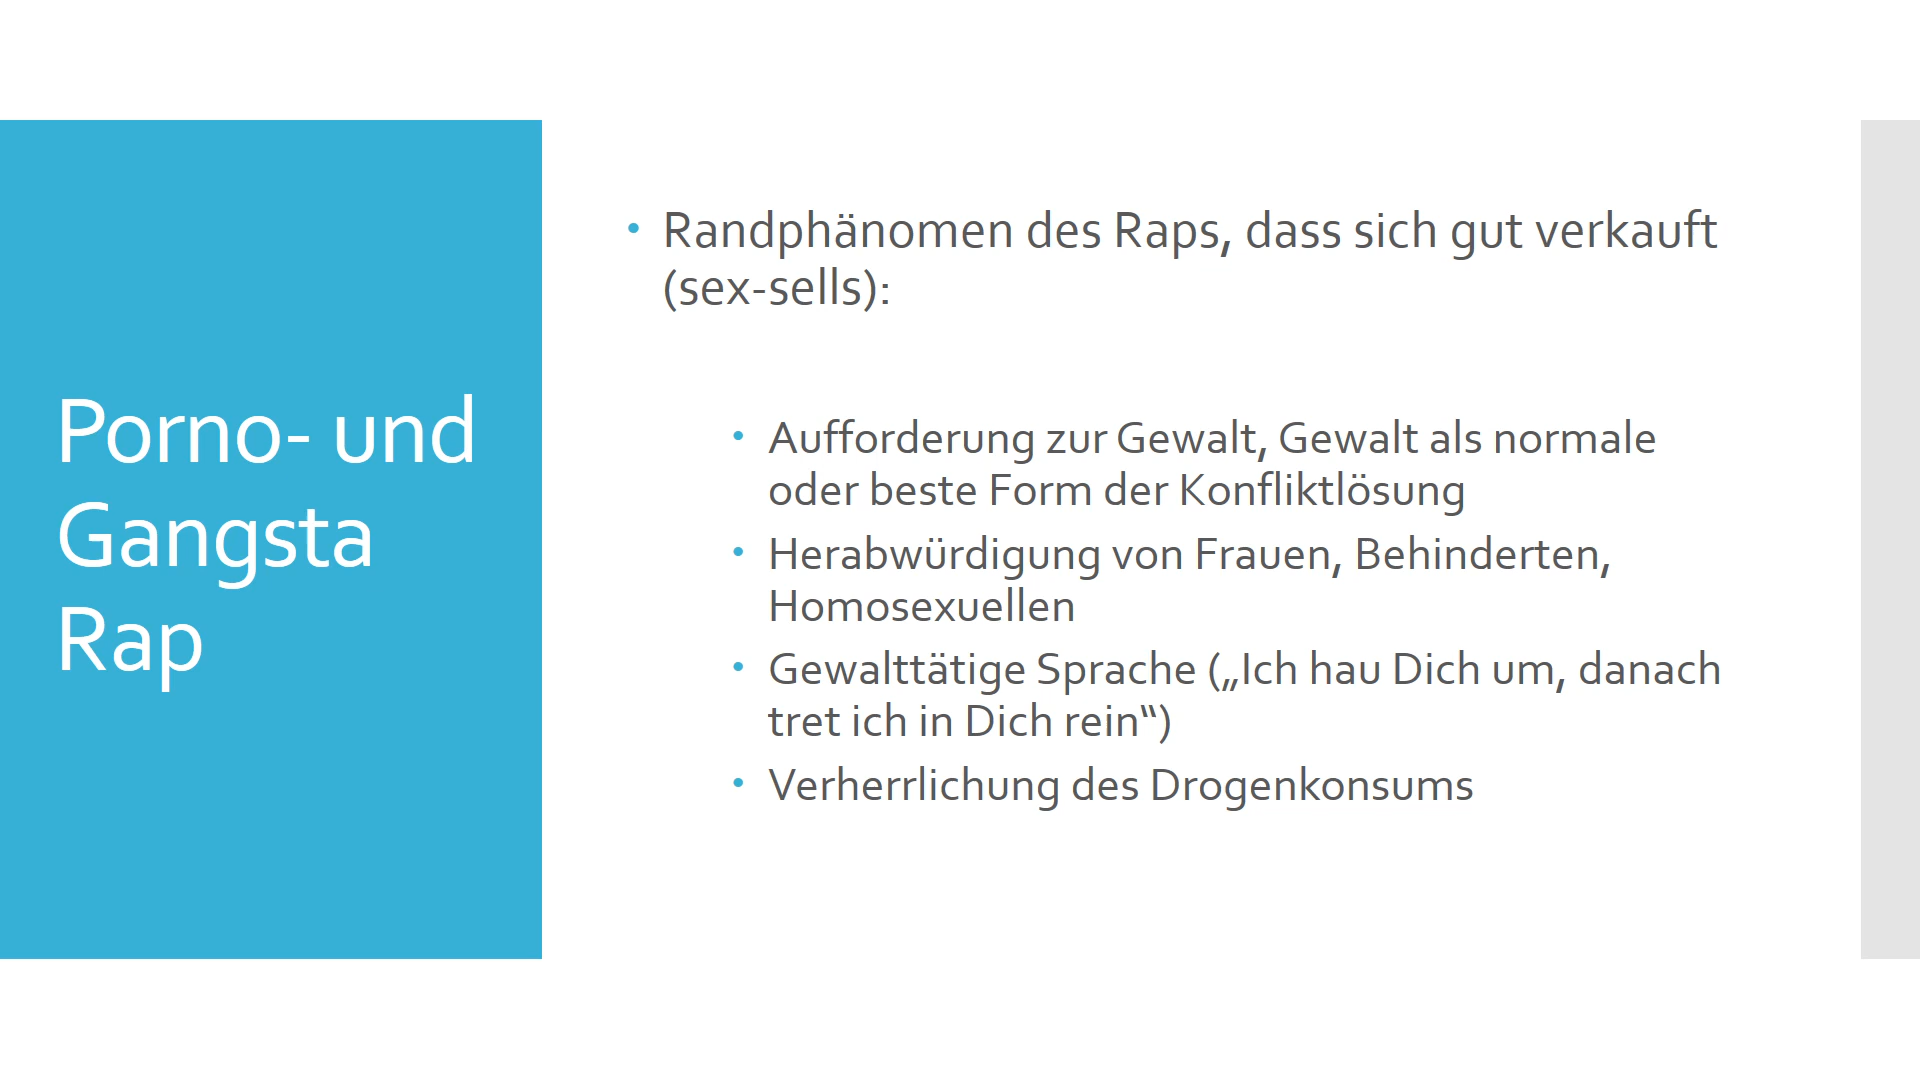 Porno- und
Gangsta
Rap
• Randphänomen des Raps, dass sich gut verkauft
(sex-sells):
• Aufforderung zur Gewalt, Gewalt als normale
oder beste Form der Konfliktlösung
• Herabwürdigung von Frauen, Behinderten,
Homosexuellen
• Gewalttätige Sprache („Ich hau Dich um, danach
tret ich in Dich rein“)
• Verherrlichung des Drogenkonsums